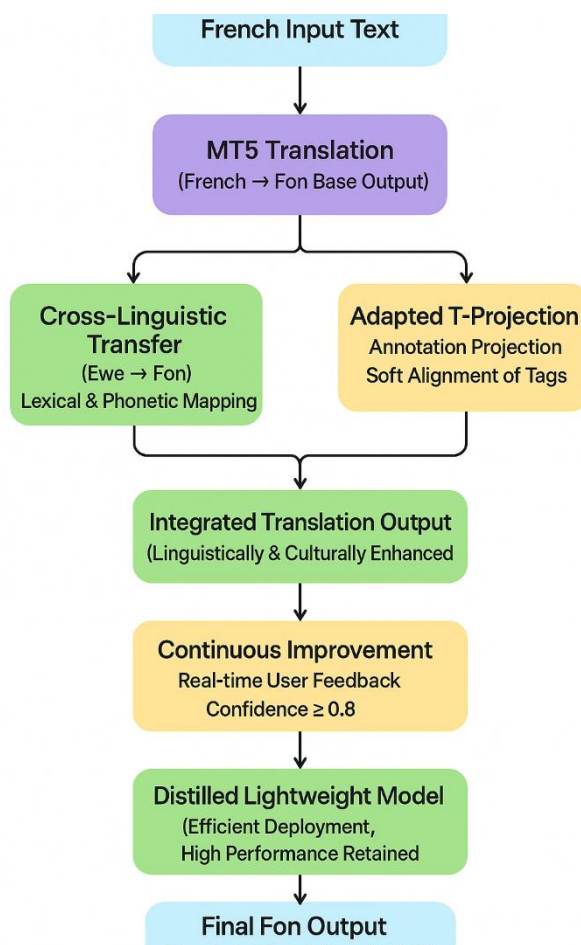 French Input Text
MT5 Translation
(French → Fon Base Output)
Cross-Linguistic
Transfer
(Ewe → Fon)
Lexical & Phonetic Mapping
Adapted T-Projection
Annotation Projection
Soft Alignment of Tags
Integrated Translation Output
(Linguistically & Culturally Enhanced
Continuous Improvement
Real-time User Feedback
Confidence ≥ 0.8
Distilled Lightweight Model
(Efficient Deployment,
High Performance Retained
Final Fon Output